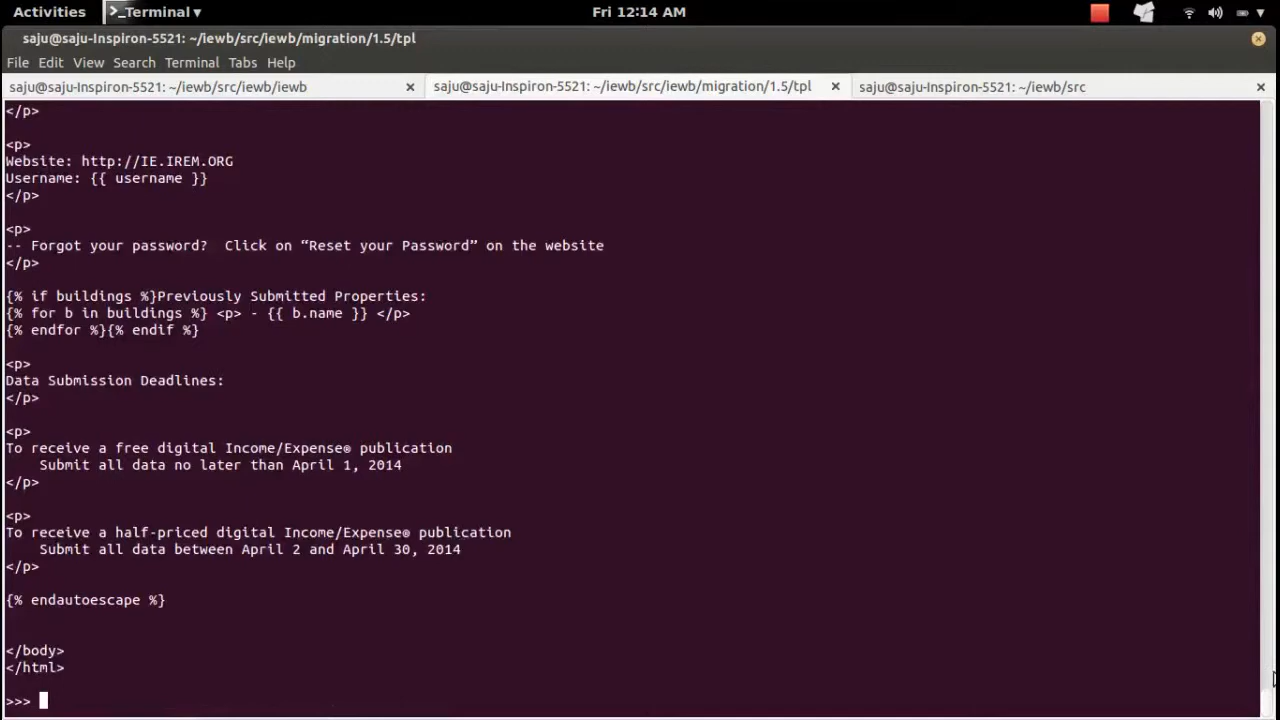 Activities
>_Terminal ▾
Fri 12:14 AM
saju@saju-Inspiron-5521: ~/iewb/src/iewb/migration/1.5/tpl
File Edit View Search Terminal Tabs Help
saju@saju-Inspiron-5521: ~/iewb/src/iewb/iewb
saju@saju-Inspiron-5521: ~/iewb/src/iewb/migration/1.5/tpl
saju@saju-Inspiron-5521: ~/iewb/src
</p>
<p>
Website: http://IE.IREM.ORG
Username: {{ username }}
</p>
<p>
-- Forgot your password?  Click on “Reset your Password” on the website
</p>
{% if buildings %}Previously Submitted Properties:
{% for b in buildings %} <p> - {{ b.name }} </p>
{% endfor %}{% endif %}
<p>
Data Submission Deadlines:
</p>
<p>
To receive a free digital Income/Expense® publication
    Submit all data no later than April 1, 2014
</p>
<p>
To receive a half-priced digital Income/Expense® publication
    Submit all data between April 2 and April 30, 2014
</p>
{% endautoescape %}
</body>
</html>
>>>